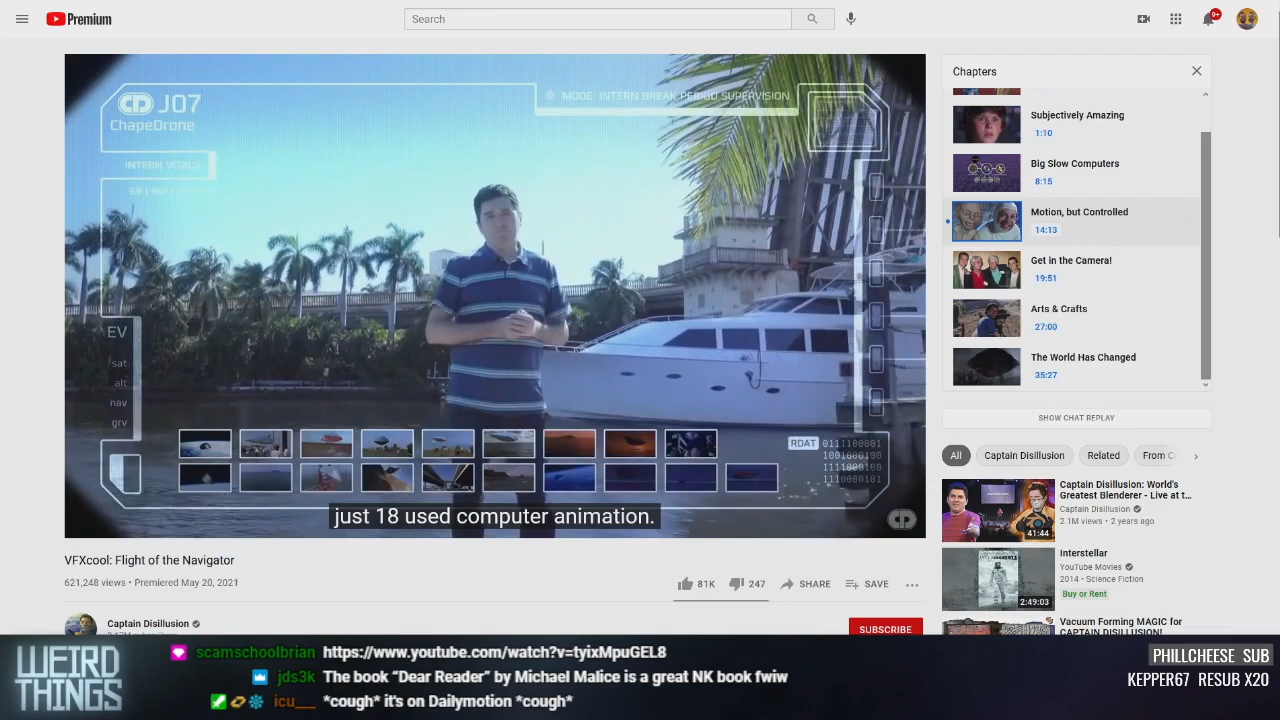 Premium
Search
9+
J07
ChapeDrone
MODE: INTERN BREAK PERIOD SUPERVISION
INTERN VISUALS
EV
sat
alt
nav
grv
RDAT 0111100001
1001000100
1111000100
1110000101
just 18 used computer animation.
Chapters
Subjectively Amazing
1:10
Big Slow Computers
8:15
Motion, but Controlled
14:13
Get in the Camera!
19:51
Arts & Crafts
27:00
The World Has Changed
35:27
SHOW CHAT REPLAY
All
Captain Disillusion
Related
From
Captain Disillusion: World's
Greatest Blenderer - Live at t...
Captain Disillusion
2.1M views • 2 years ago
41:44
Interstellar
YouTube Movies
2014 • Science Fiction
Buy or Rent
2:49:03
Vacuum Forming MAGIC for
CAPTAIN DISILLUSION!
VFXcool: Flight of the Navigator
621,248 views • Premiered May 20, 2021
81K
247
SHARE
SAVE
Captain Disillusion
SUBSCRIBE
WEIRD
THINGS
scamschoolbrian https://www.youtube.com/watch?v=tyixMpuGEL8
jds3k The book “Dear Reader” by Michael Malice is a great NK book fwiw
icu___ *cough* it's on Dailymotion *cough*
PHILLCHEESE SUB
KEPPER67 RESUB X20